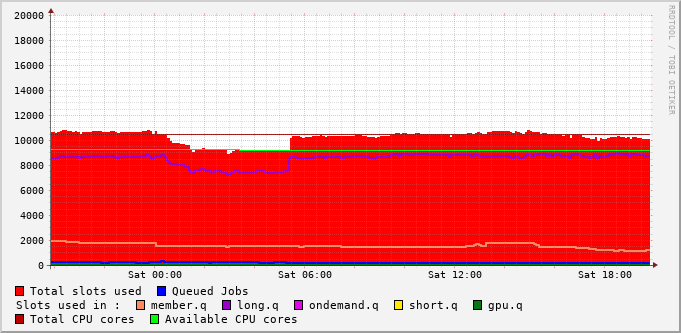 20000
18000
16000
14000
12000
10000
8000
6000
4000
2000
0
Sat 00:00 Sat 06:00 Sat 12:00 Sat 18:00
Total slots used Queued Jobs
Slots used in : member.q long.q ondemand.q short.q gpu.q
Total CPU cores Available CPU cores
RRDTOOL / TOBI OETIKER